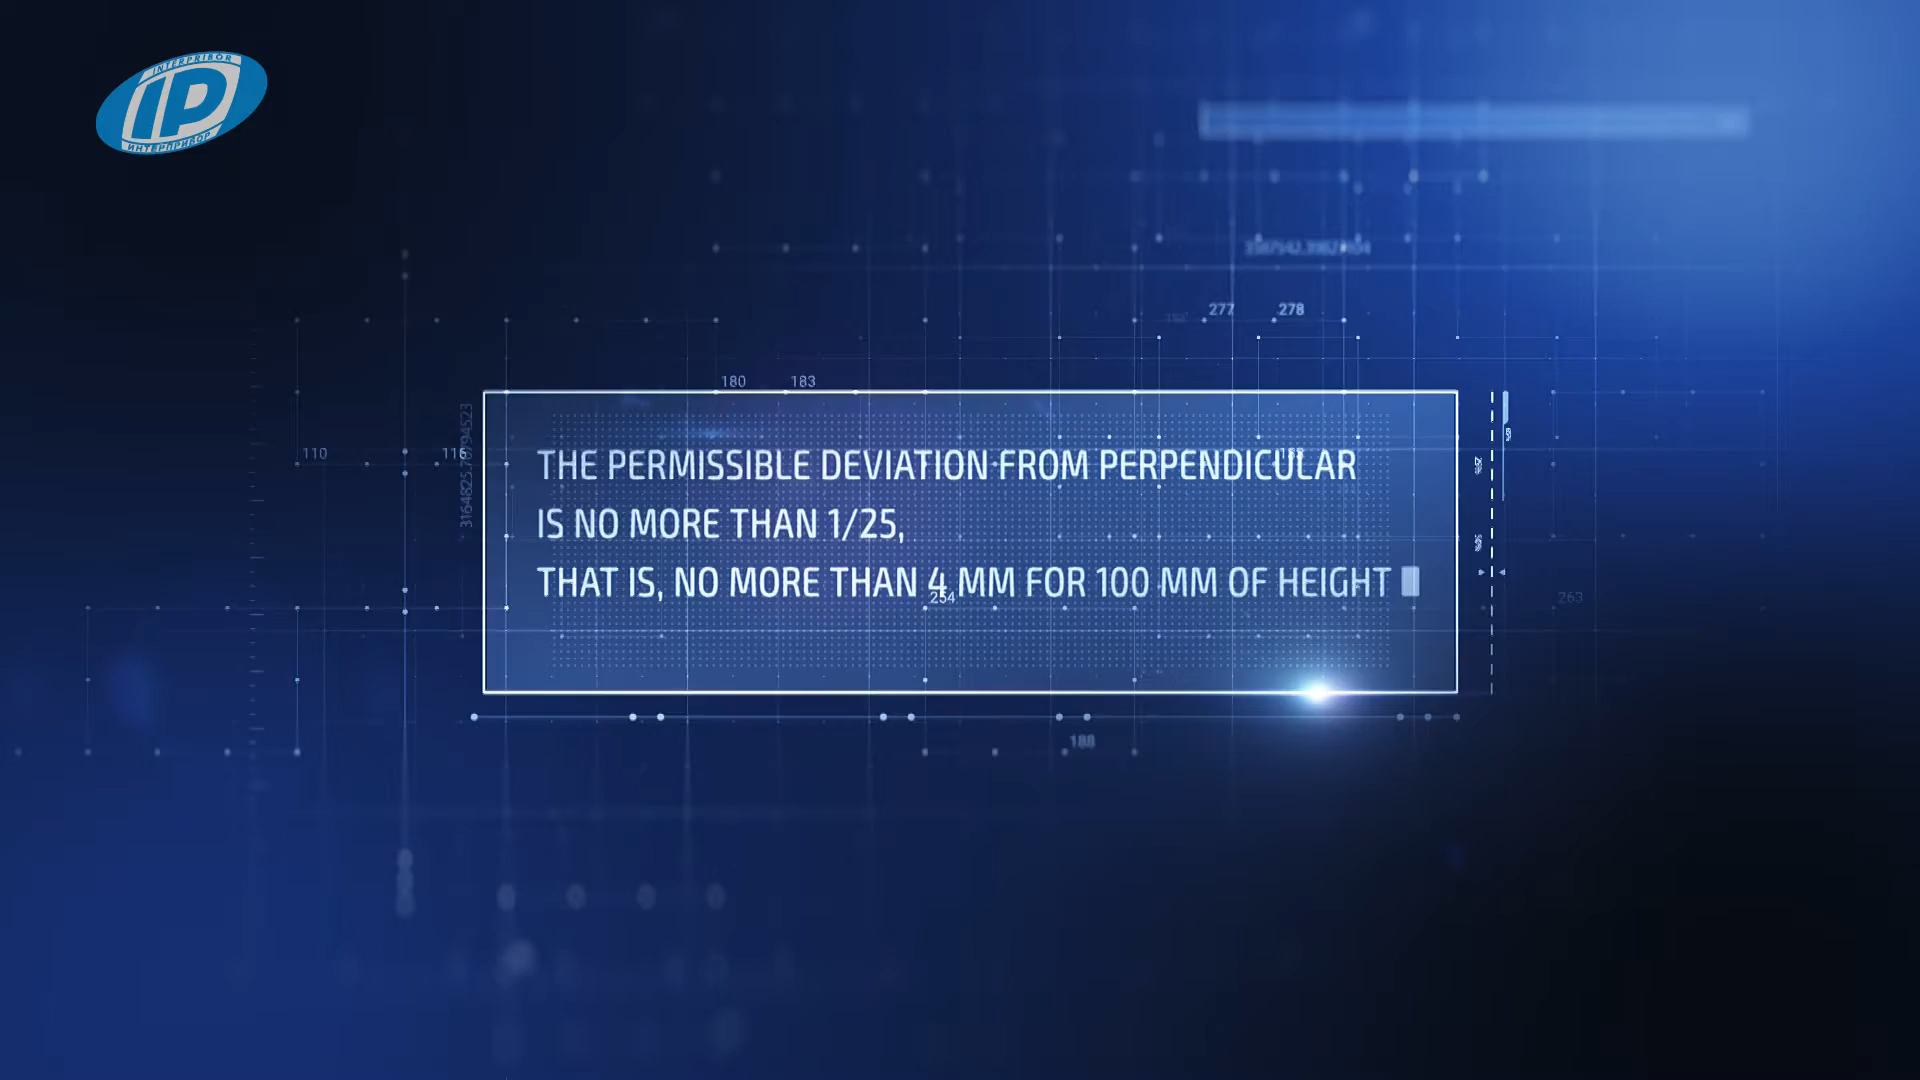 INTERPRIBOR
IP
ИНТЕРПРИБОР
277
278
180
183
110
116
THE PERMISSIBLE DEVIATION FROM PERPENDICULAR
IS NO MORE THAN 1/25,
THAT IS, NO MORE THAN 4 MM FOR 100 MM OF HEIGHT
254
263
188